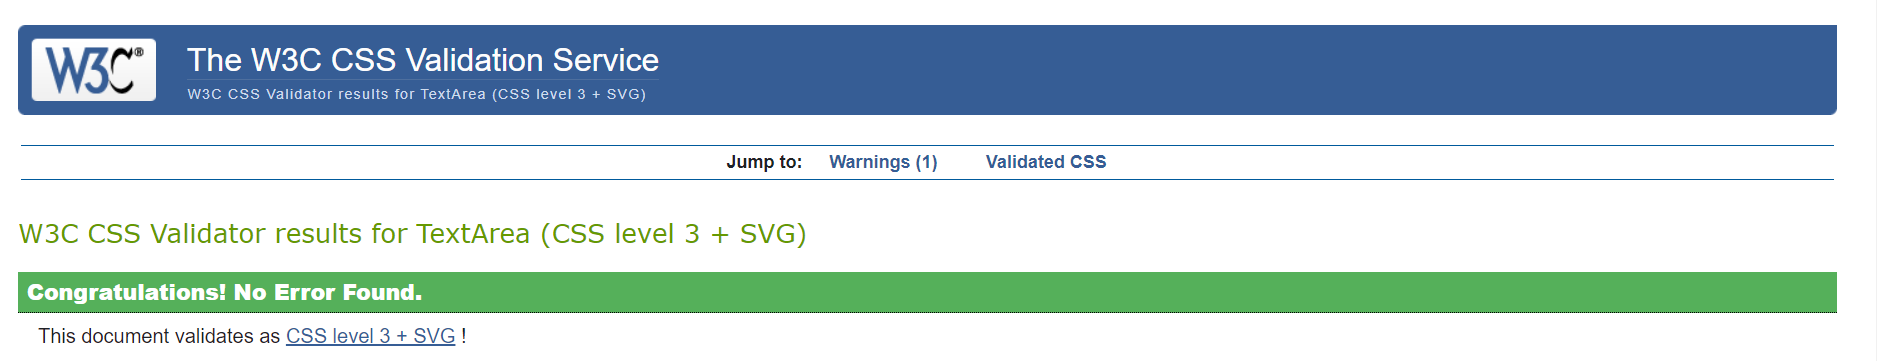 W3C®
The W3C CSS Validation Service
W3C CSS Validator results for TextArea (CSS level 3 + SVG)
Jump to: Warnings (1) Validated CSS
W3C CSS Validator results for TextArea (CSS level 3 + SVG)
Congratulations! No Error Found.
This document validates as CSS level 3 + SVG !